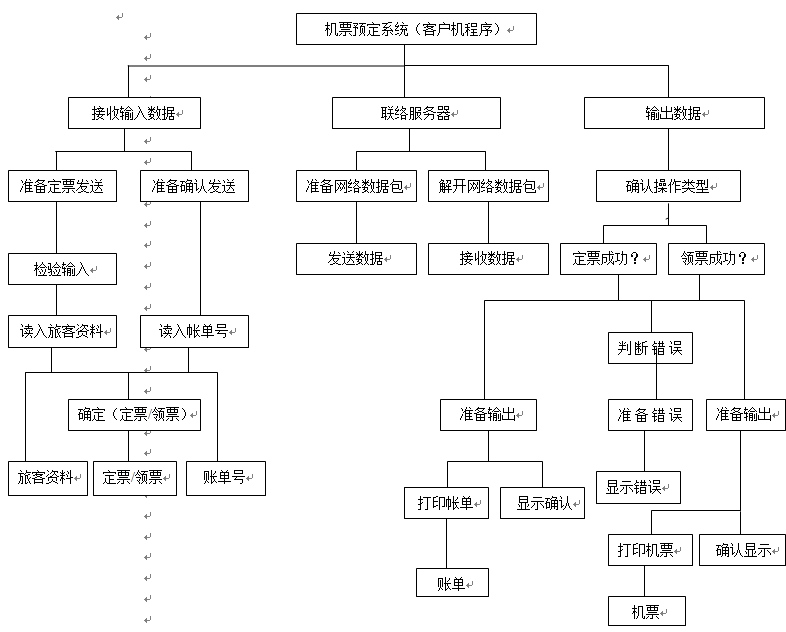 机票预定系统（客户机程序）
接收输入数据
联络服务器
输出数据
准备定票发送
准备确认发送
准备网络数据包
解开网络数据包
确认操作类型
检验输入
发送数据
接收数据
定票成功？
领票成功？
读入旅客资料
读入帐单号
判断错误
确定（定票/领票）
准备输出
准备错误
准备输出
旅客资料
定票/领票
账单号
显示错误
打印帐单
显示确认
打印机票
确认显示
账单
机票